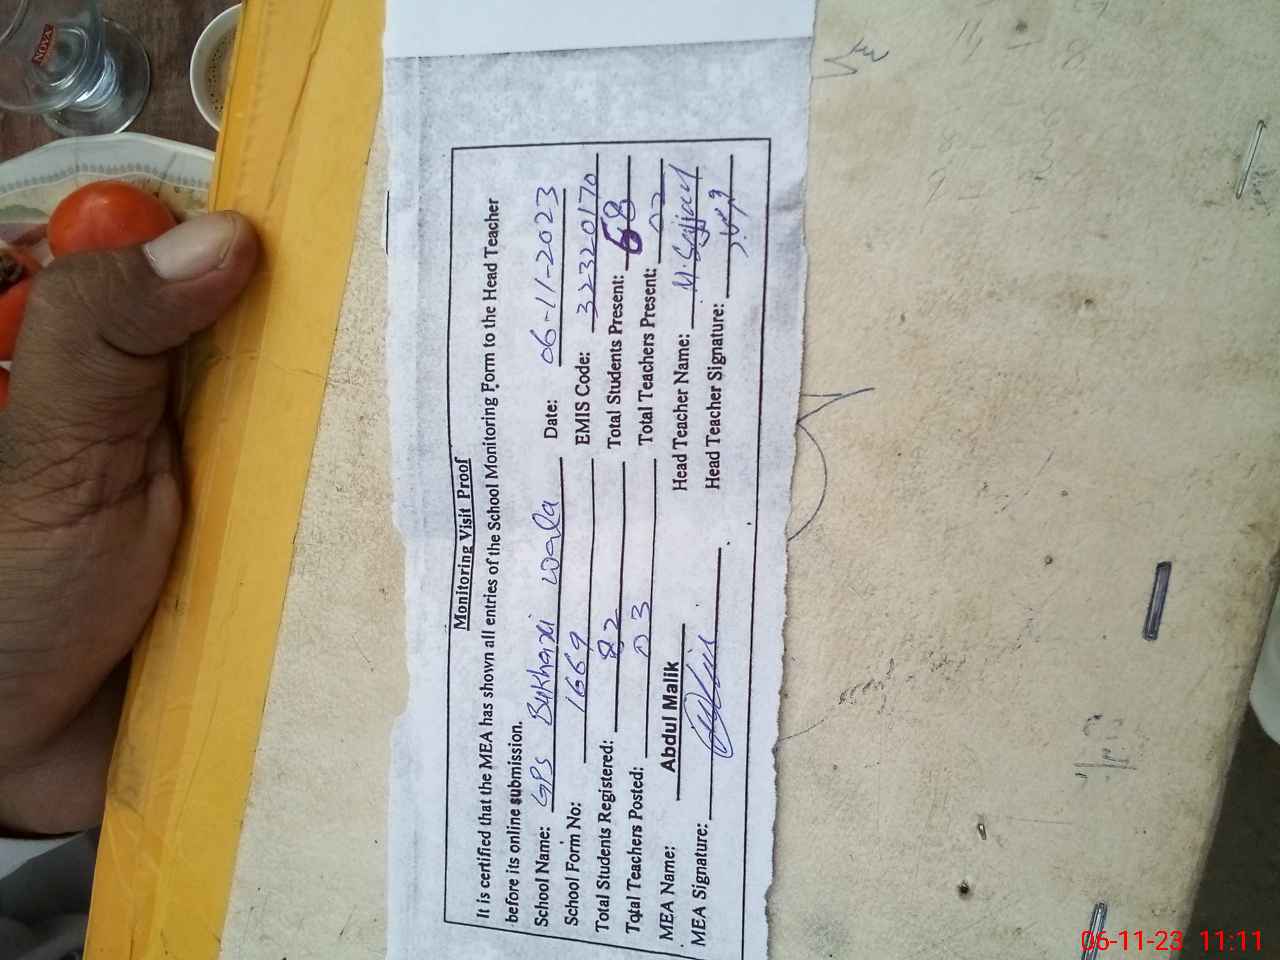 Monitoring Visit Proof
It is certified that the MEA has shown all entries of the School Monitoring Form to the Head Teacher
before its online submission.
School Name: GPS Bukhari wala Date: 06-11-2023
School Form No: 1669 EMIS Code: 32320170
Total Students Registered: 82 Total Students Present: 68
Total Teachers Posted: 03 Total Teachers Present: 02
MEA Name: Abdul Malik Head Teacher Name: M. Sajjad
MEA Signature: Head Teacher Signature:
NOVA
06-11-23 11:11